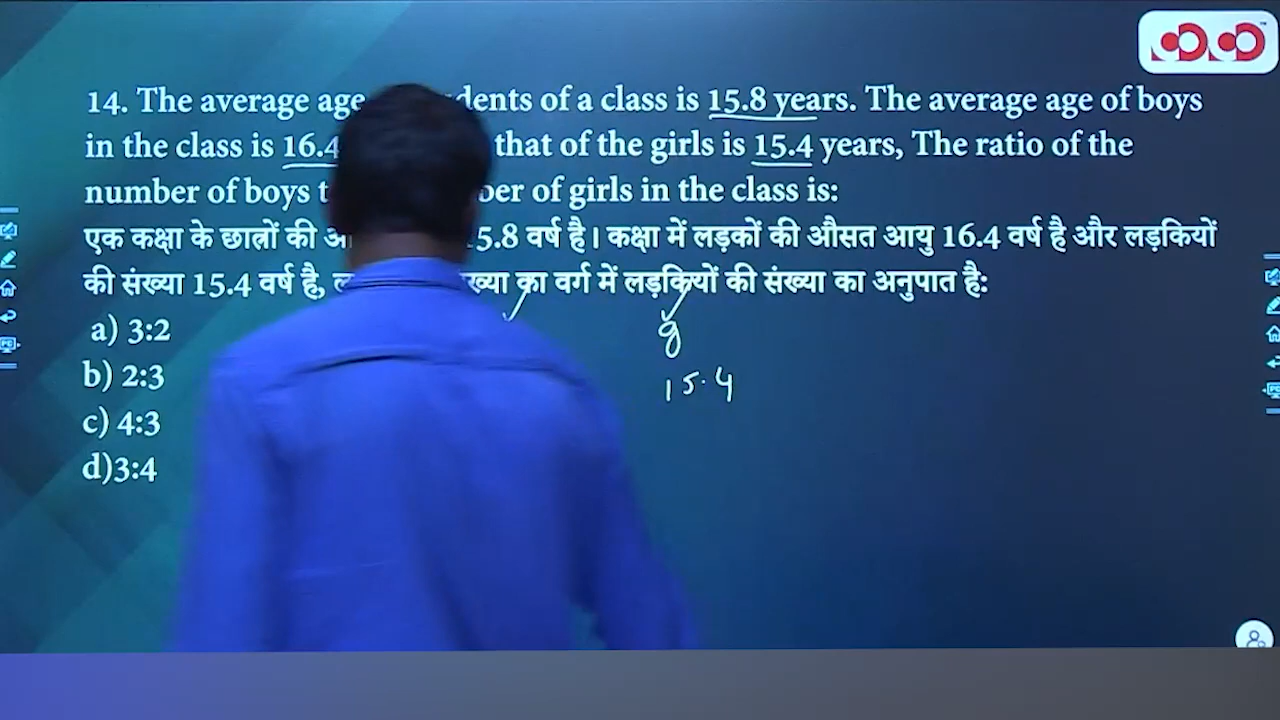 14. The average age dents of a class is 15.8 years. The average age of boys
in the class is 16.4 that of the girls is 15.4 years, The ratio of the
number of boys ber of girls in the class is:
एक कक्षा के छात्रों की 15.8 वर्ष है। कक्षा में लड़कों की औसत आयु 16.4 वर्ष है और लड़कियों
की संख्या 15.4 वर्ष है, का वर्ग में लड़कियों की संख्या का अनुपात है:
a) 3:2
g
b) 2:3
15.4
c) 4:3
d)3:4